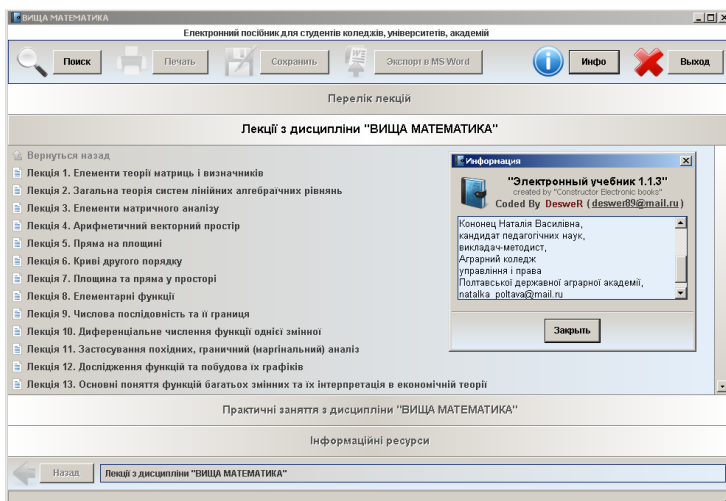 ВИЩА МАТЕМАТИКА
Електронний посібник для студентів коледжів, університетів, академій
Поиск
Печать
Сохранить
Экспорт в MS Word
Инфо
Выход
Перелік лекцій
Лекції з дисципліни "ВИЩА МАТЕМАТИКА"
Вернуться назад
Лекція 1. Елементи теорії матриць і визначників
Лекція 2. Загальна теорія систем лінійних алгебраїчних рівнянь
Лекція 3. Елементи матричного аналізу
Лекція 4. Арифметичний векторний простір
Лекція 5. Пряма на площині
Лекція 6. Криві другого порядку
Лекція 7. Площина та пряма у просторі
Лекція 8. Елементарні функції
Лекція 9. Числова послідовність та її границя
Лекція 10. Диференціальне числення функції однієї змінної
Лекція 11. Застосування похідних, граничний (маргінальний) аналіз
Лекція 12. Дослідження функцій та побудова їх графіків
Лекція 13. Основні поняття функцій багатьох змінних та їх інтерпретація в економічній теорії
Информация
"Электронный учебник 1.1.3"
created by "Constructor Electronic books"
Coded By DesweR (deswer89@mail.ru)
Кононец Наталія Василівна,
кандидат педагогічних наук,
викладач-методист,
Аграрний коледж
управління і права
Полтавської державної аграрної академії,
natalka_poltava@mail.ru
Закрыть
Практичні заняття з дисципліни "ВИЩА МАТЕМАТИКА"
Інформаційні ресурси
Назад
Лекції з дисципліни "ВИЩА МАТЕМАТИКА"